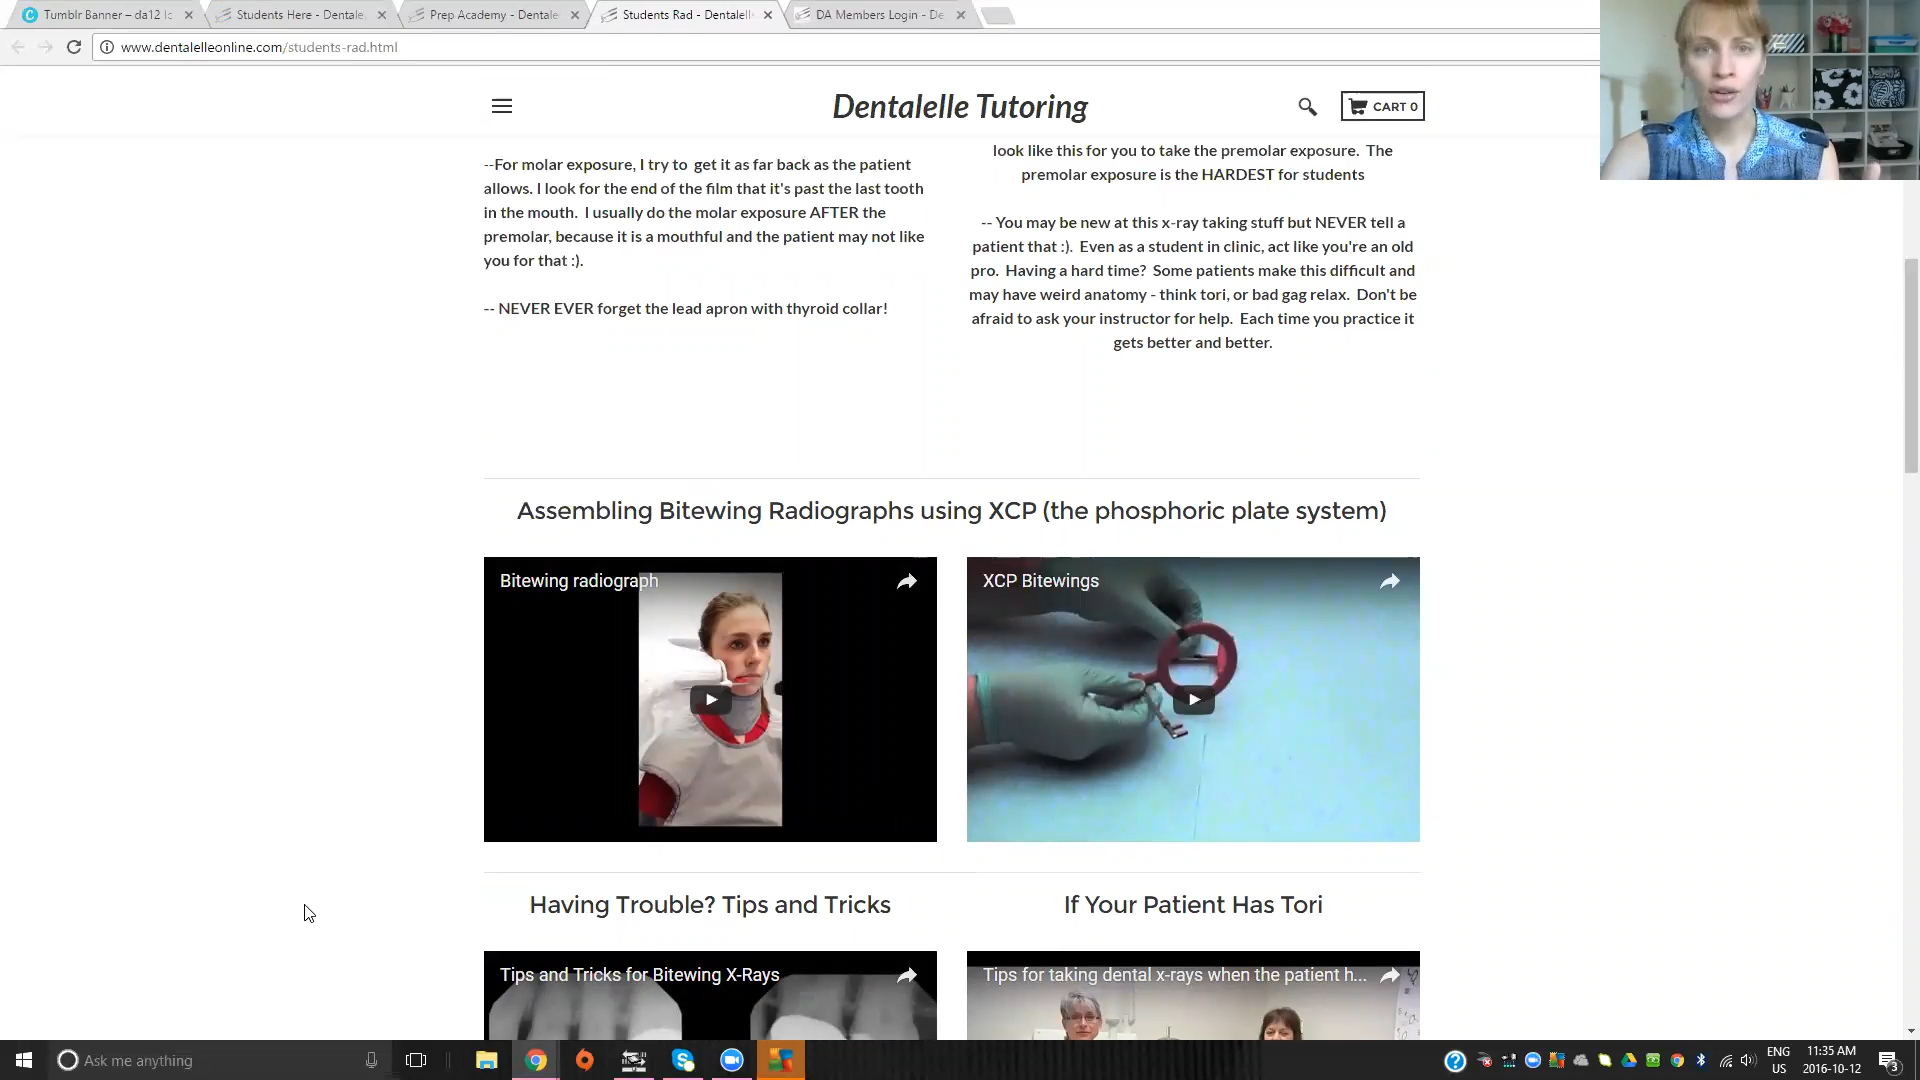 Tumblr Banner – da12 l
Students Here - Dentale
Prep Academy - Dentale
Students Rad - Dentalell
DA Members Login - De
www.dentalelleonline.com/students-rad.html
Dentalelle Tutoring
CART 0
--For molar exposure, I try to get it as far back as the patient
allows. I look for the end of the film that it's past the last tooth
in the mouth. I usually do the molar exposure AFTER the
premolar, because it is a mouthful and the patient may not like
you for that :).
-- NEVER EVER forget the lead apron with thyroid collar!
look like this for you to take the premolar exposure. The
premolar exposure is the HARDEST for students
-- You may be new at this x-ray taking stuff but NEVER tell a
patient that :). Even as a student in clinic, act like you're an old
pro. Having a hard time? Some patients make this difficult and
may have weird anatomy - think tori, or bad gag relax. Don't be
afraid to ask your instructor for help. Each time you practice it
gets better and better.
Assembling Bitewing Radiographs using XCP (the phosphoric plate system)
Bitewing radiograph
XCP Bitewings
Having Trouble? Tips and Tricks
If Your Patient Has Tori
Tips and Tricks for Bitewing X-Rays
Tips for taking dental x-rays when the patient h...
Ask me anything
ENG
US
11:35 AM
2016-10-12
3